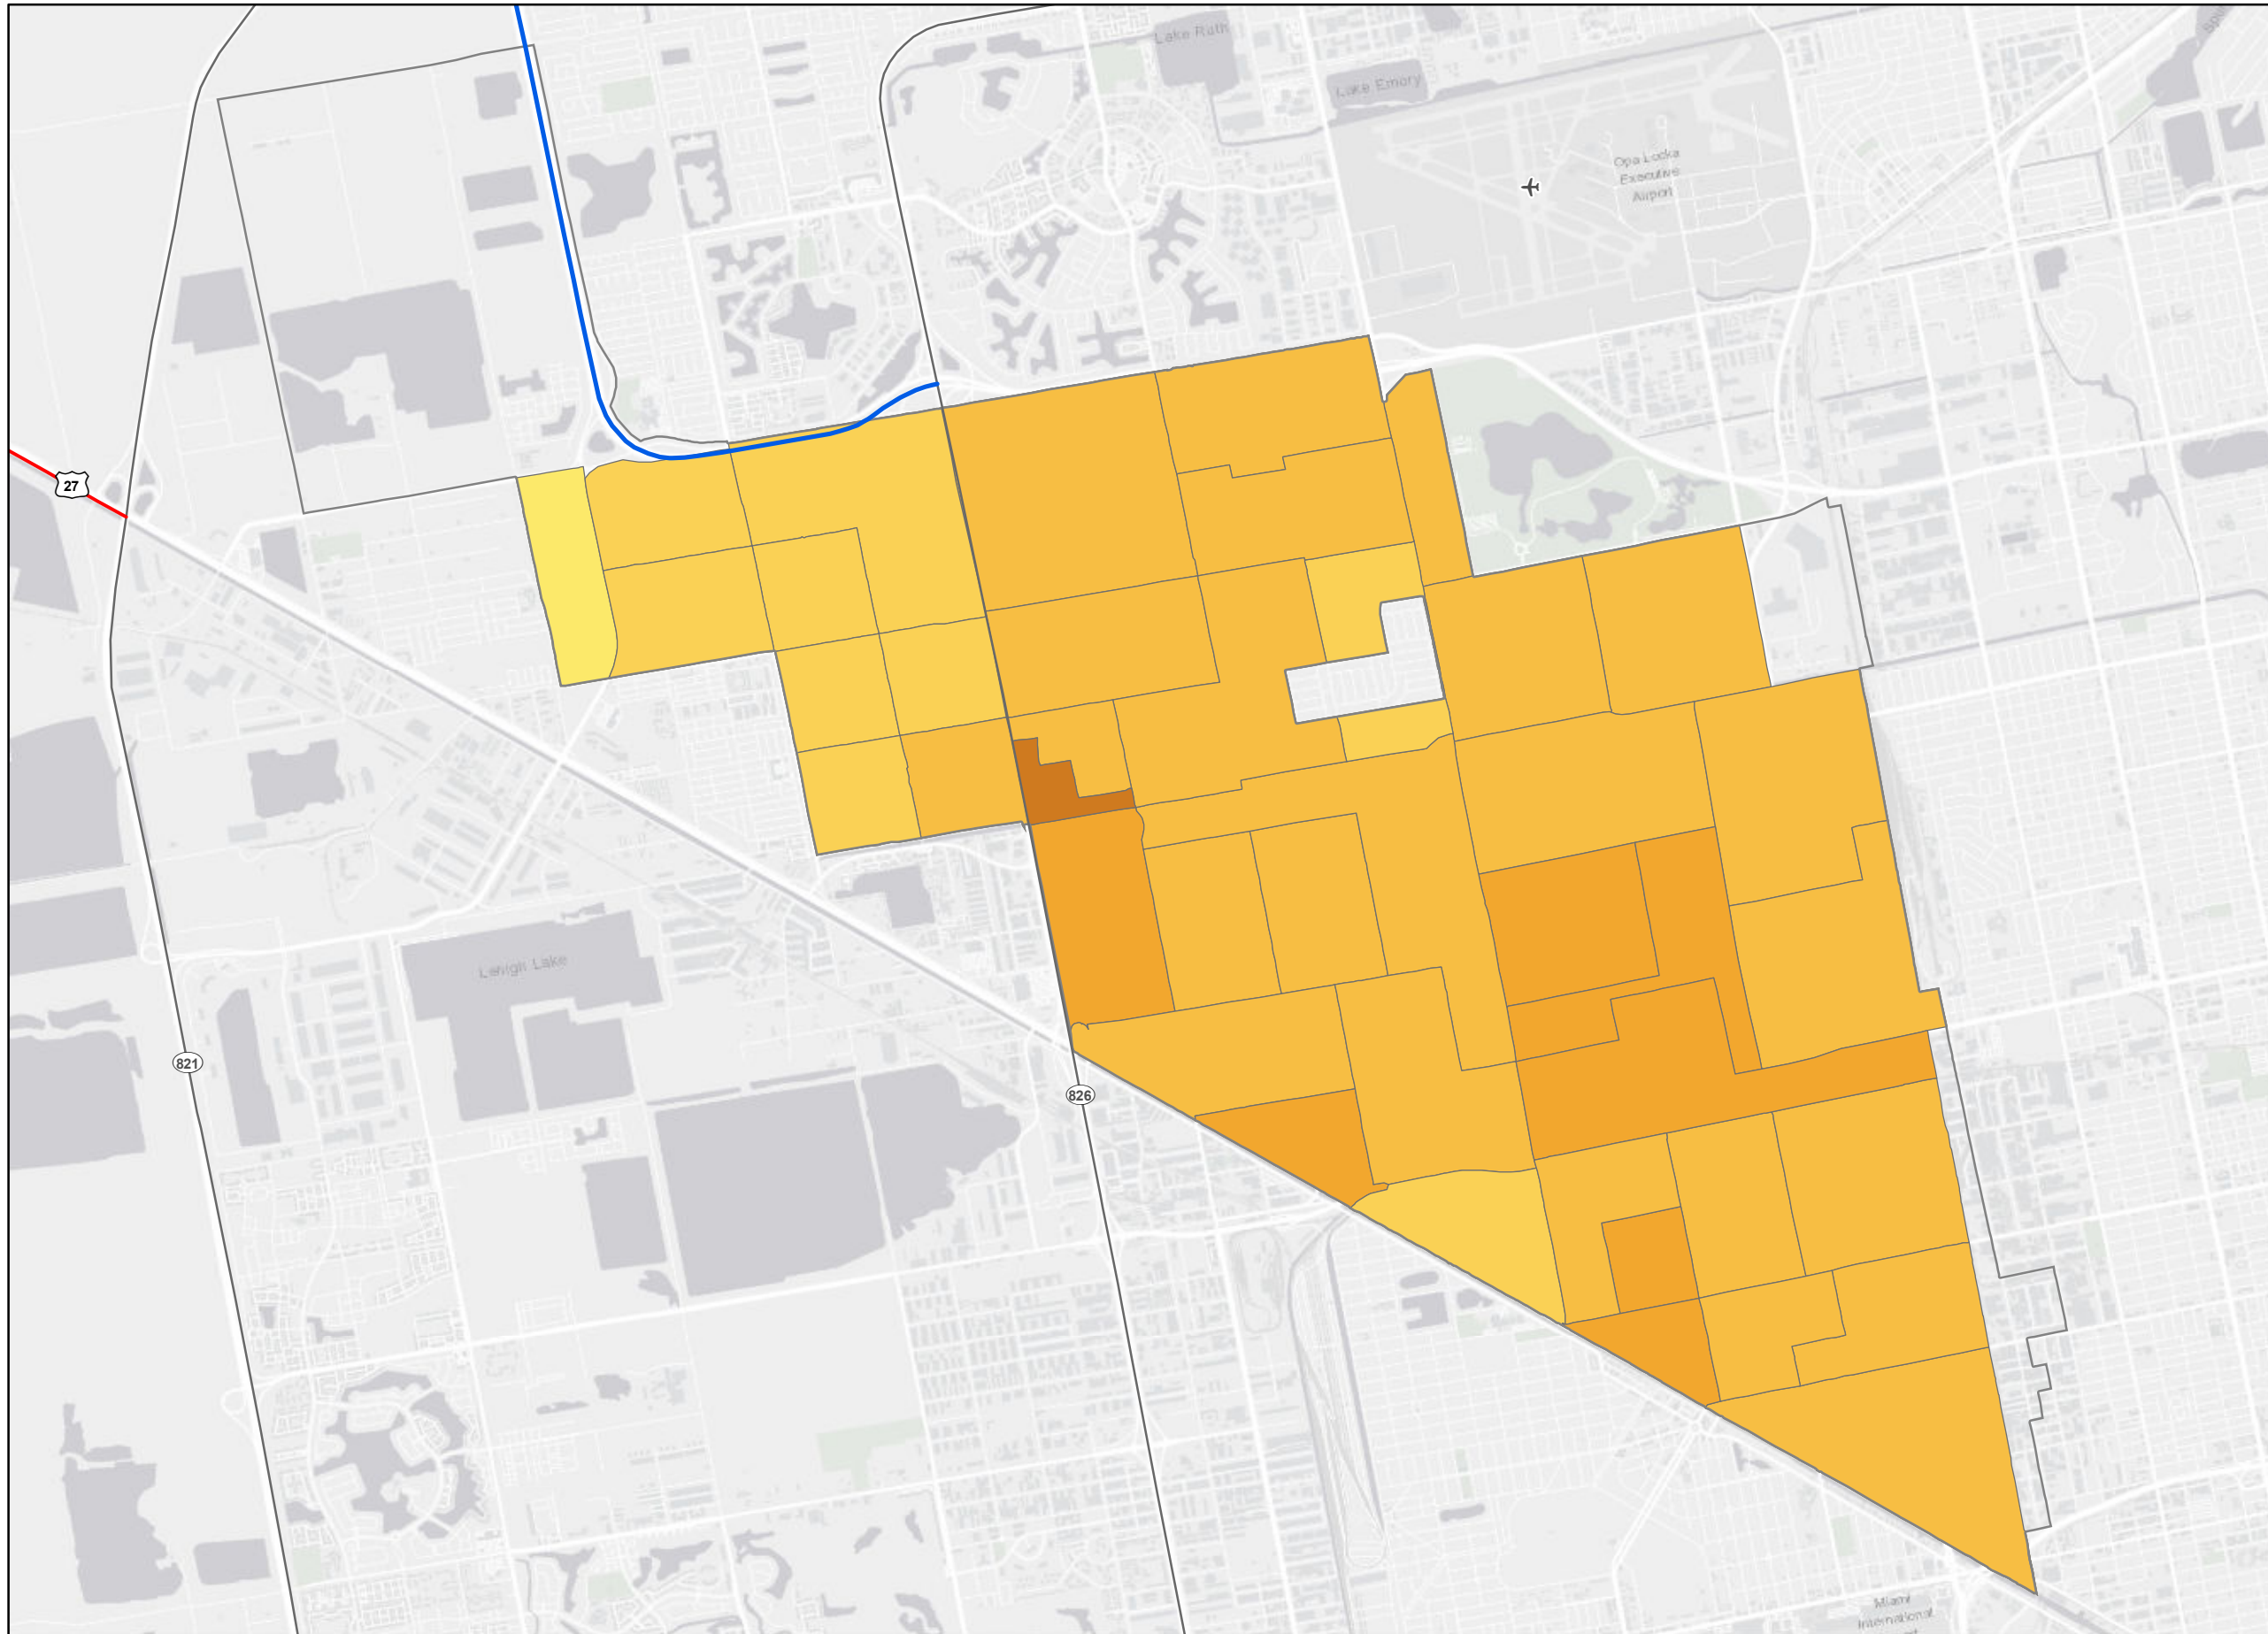 Lake Ruth
Lake Emory
Opa Locka
Executive
Airport
27
Lehigh Lake
821
826
Miami
International